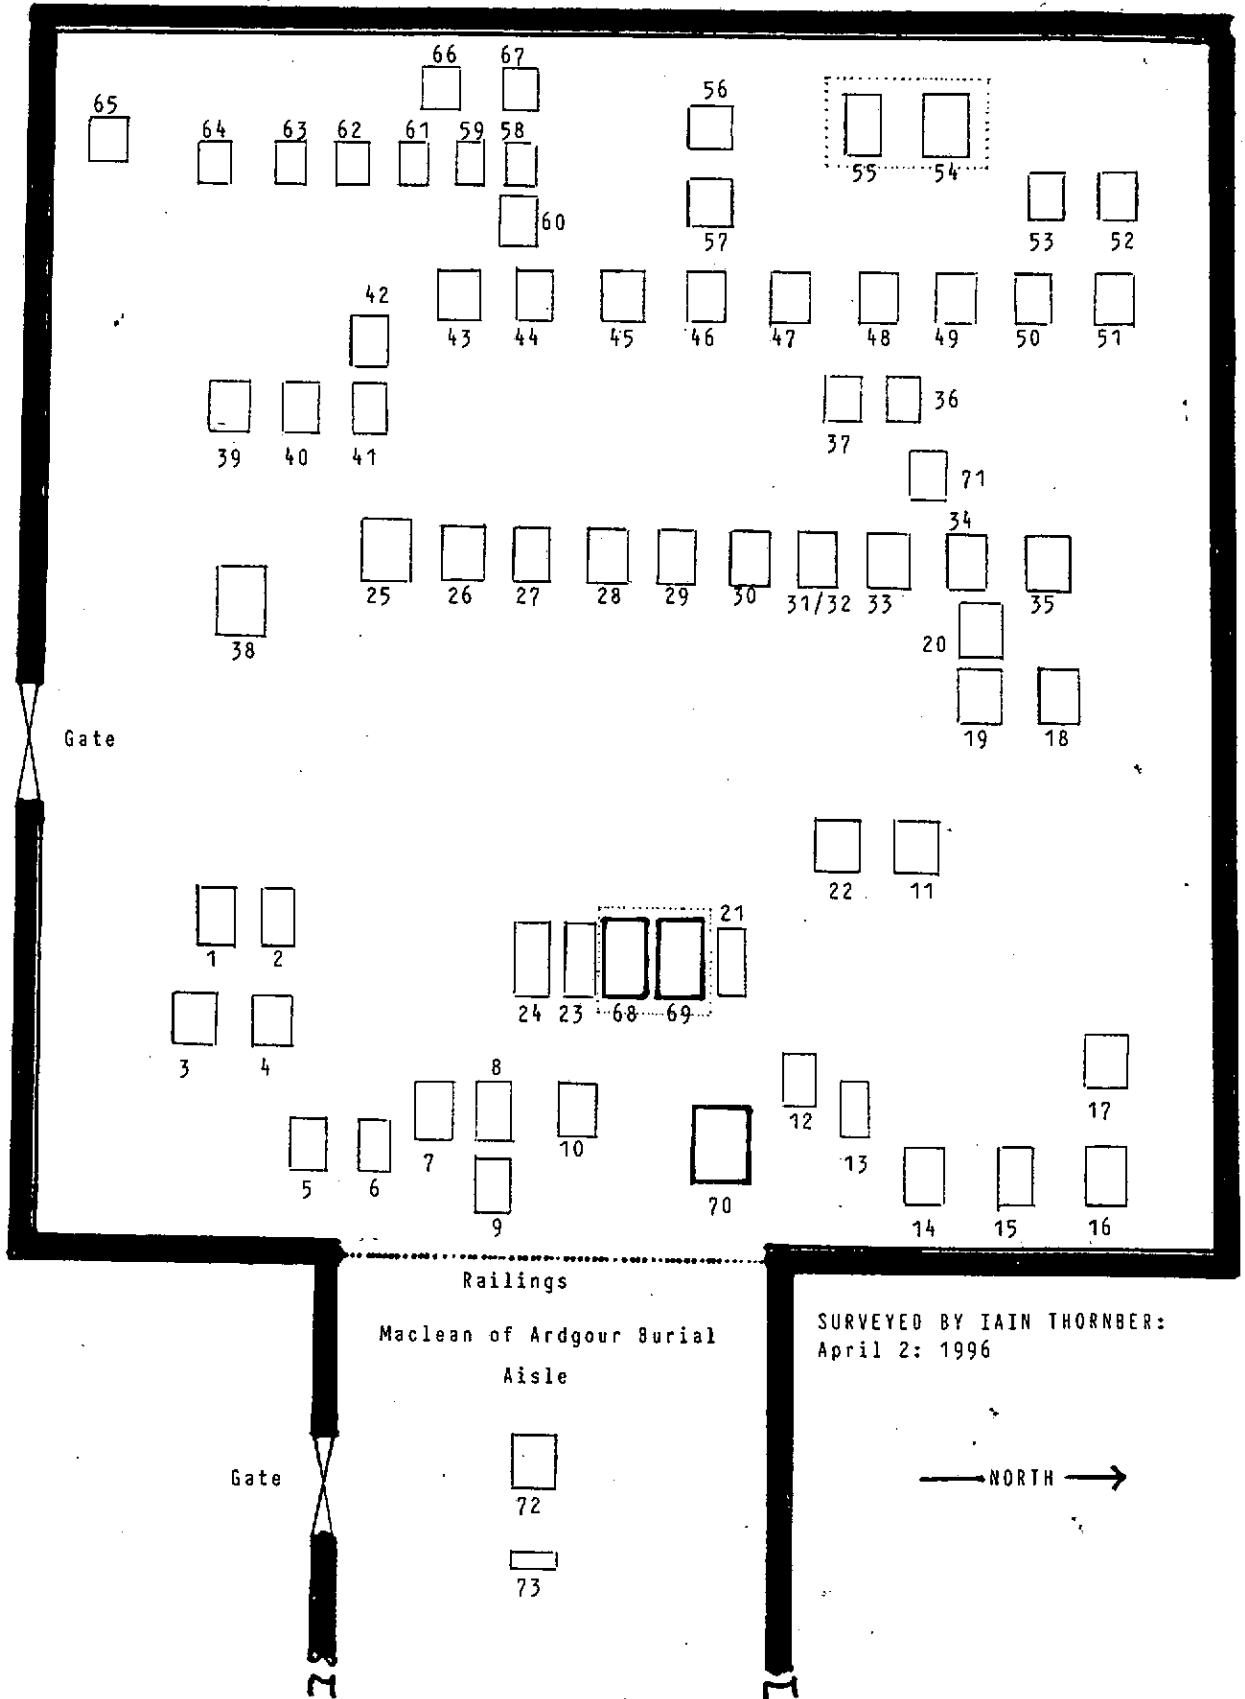 66 67
65
56
64 63 62 61 59 58
55 54
60
57
53 52
42
43 44 45 46 47 48 49 50 51
36
37
39 40 41
71
34
25 26 27 28 29 30 31/32 33 35
20
38
Gate
19 18
22 11
21
1 2
24 23 68 69
3 4
8
17
12
10
7
13
5 6
70
9
14 15 16
Railings
Maclean of Ardgour Burial
Aisle
SURVEYED BY IAIN THORNBER:
April 2: 1996
Gate
NORTH
72
73